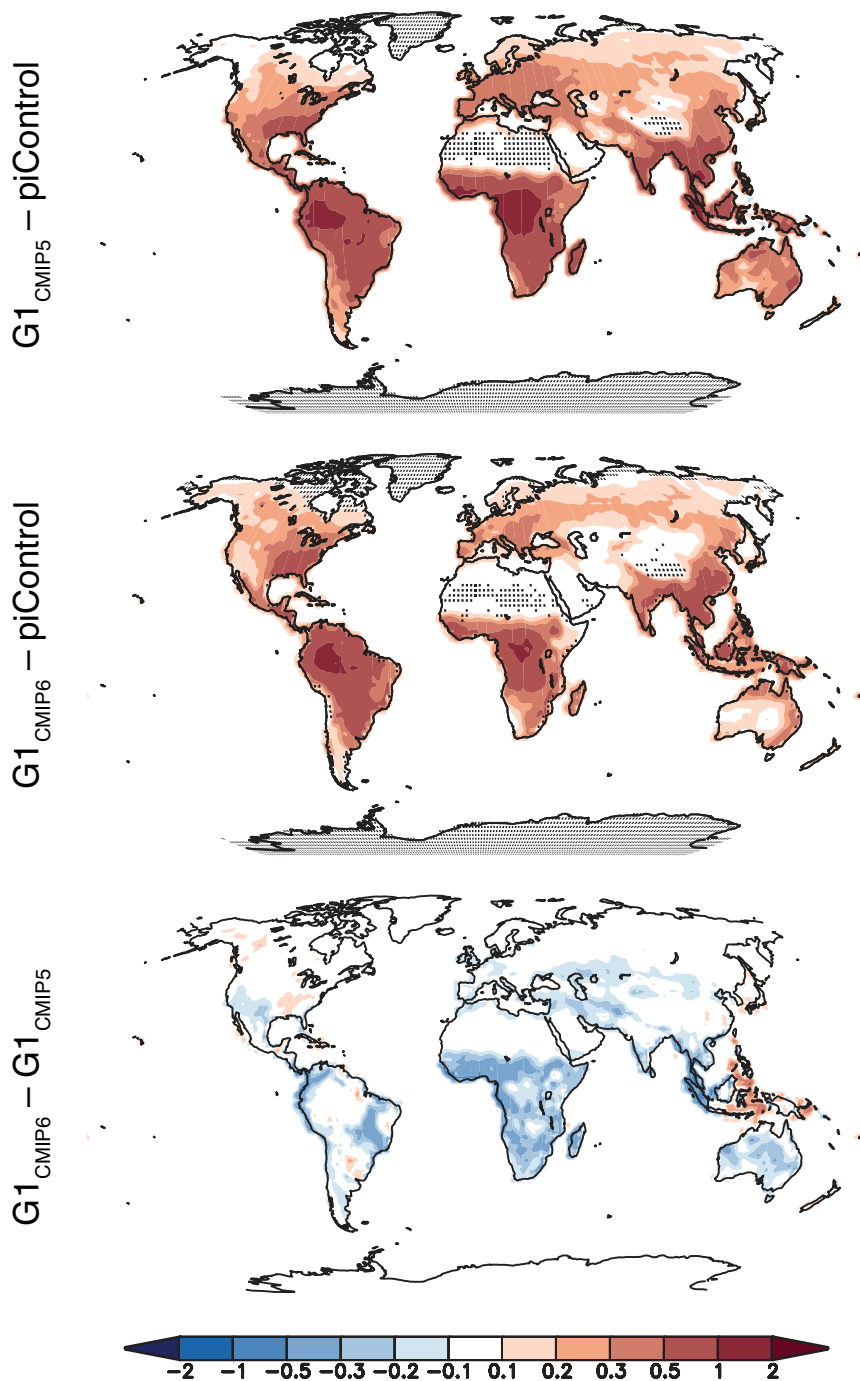 G1CMIP5 – piControl
G1CMIP6 – piControl
G1CMIP6 – G1CMIP5
-2 -1 -0.5 -0.3 -0.2 -0.1 0.1 0.2 0.3 0.5 1 2